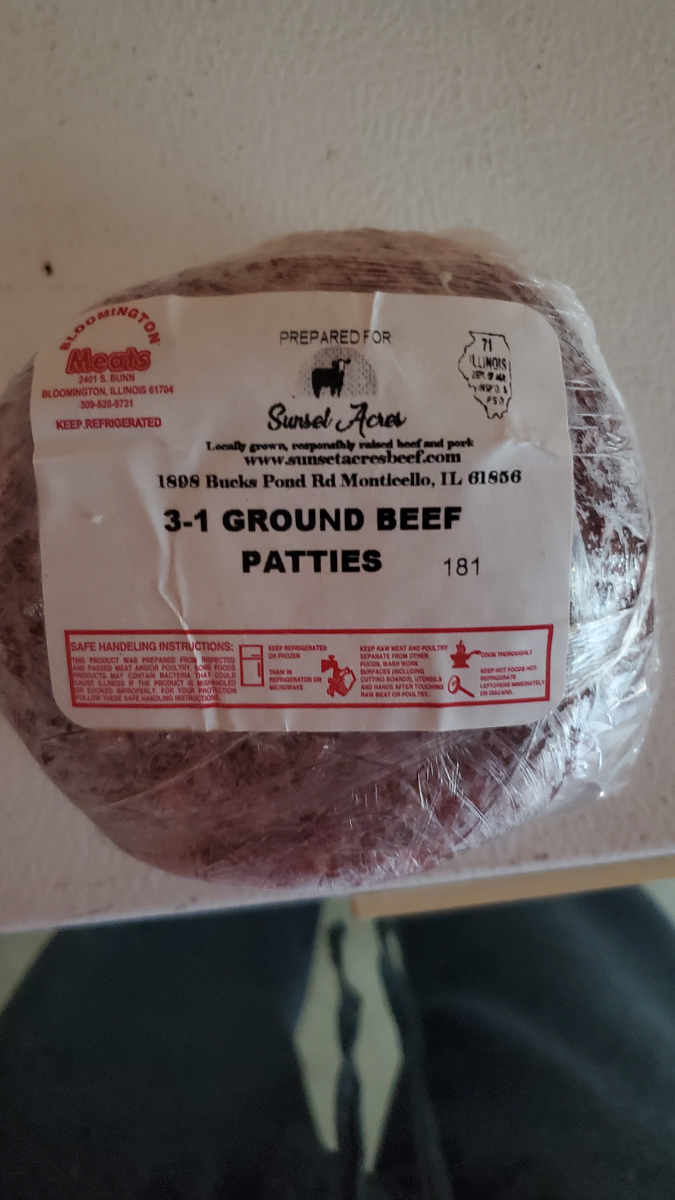 BLOOMINGTON
Meats
2401 S. BUNN
BLOOMINGTON, ILLINOIS 61704
309-828-9731
KEEP REFRIGERATED
PREPARED FOR
Sunset Acres
Locally grown, responsibly raised beef and pork
www.sunsetacresbeef.com
1898 Bucks Pond Rd Monticello, IL 61856
71
ILLINOIS
3-1 GROUND BEEF
PATTIES
181
SAFE HANDELING INSTRUCTIONS:
THIS PRODUCT WAS PREPARED FROM INSPECTED
AND PASSED MEAT AND/OR POULTRY. SOME FOODS
PRODUCTS. MAY CONTAIN BACTERIA THAT COULD
CAUSE ILLNESS IF THE PRODUCT IS MISHANDLED
OR COOKED IMPROPERLY. FOR YOUR PROTECTION
FOLLOW THESE SAFE HANDLING INSTRUCTIONS.
KEEP REFRIGERATED
OR FROZEN
THAW IN
REFRIGERATOR OR
MICROWAVE
KEEP RAW MEAT AND POULTRY
SEPARATE FROM OTHER
FOODS. WASH WORK
SURFACES (INCLUDING
CUTTING BOARDS), UTENSILS
AND HANDS AFTER TOUCHING
RAW MEAT OR POULTRY.
COOK THOROUGHLY
KEEP HOT FOODS HOT.
REFRIGERATE
LEFTOVERS IMMEDIATELY
OR DISCARD.